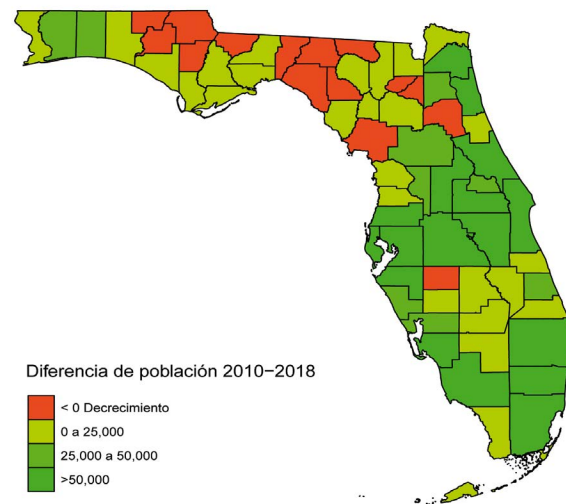 Diferencia de población 2010−2018
< 0 Decrecimiento
0 a 25,000
25,000 a 50,000
>50,000